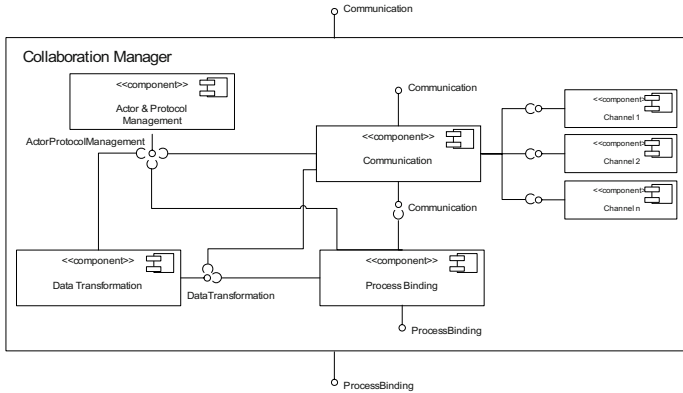 Communication
Collaboration Manager
<<component>>
Actor & Protocol
Management
ActorProtocolManagement
Communication
<<component>>
Communication
<<component>>
Channel 1
<<component>>
Channel 2
<<component>>
Channel n
Communication
<<component>>
Data Transformation
DataTransformation
<<component>>
Process Binding
ProcessBinding
ProcessBinding